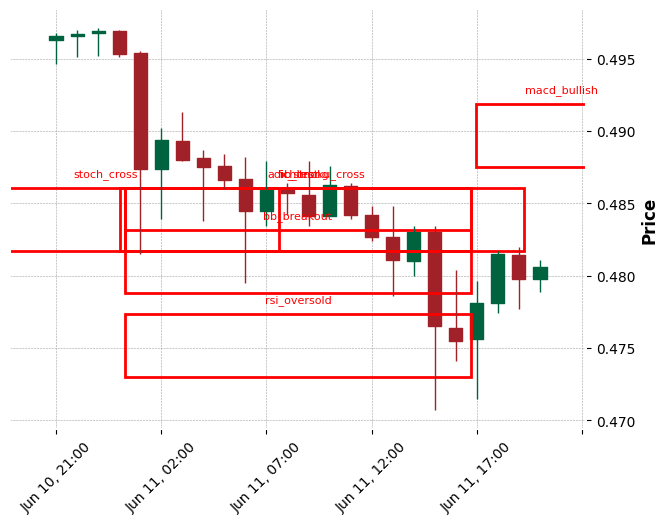 0.495
macd_bullish
0.490
stoch_cross
0.485
Price
bb_breakout
0.480
rsi_oversold
0.475
0.470
Jun 10, 21:00
Jun 11, 02:00
Jun 11, 07:00
Jun 11, 12:00
Jun 11, 17:00